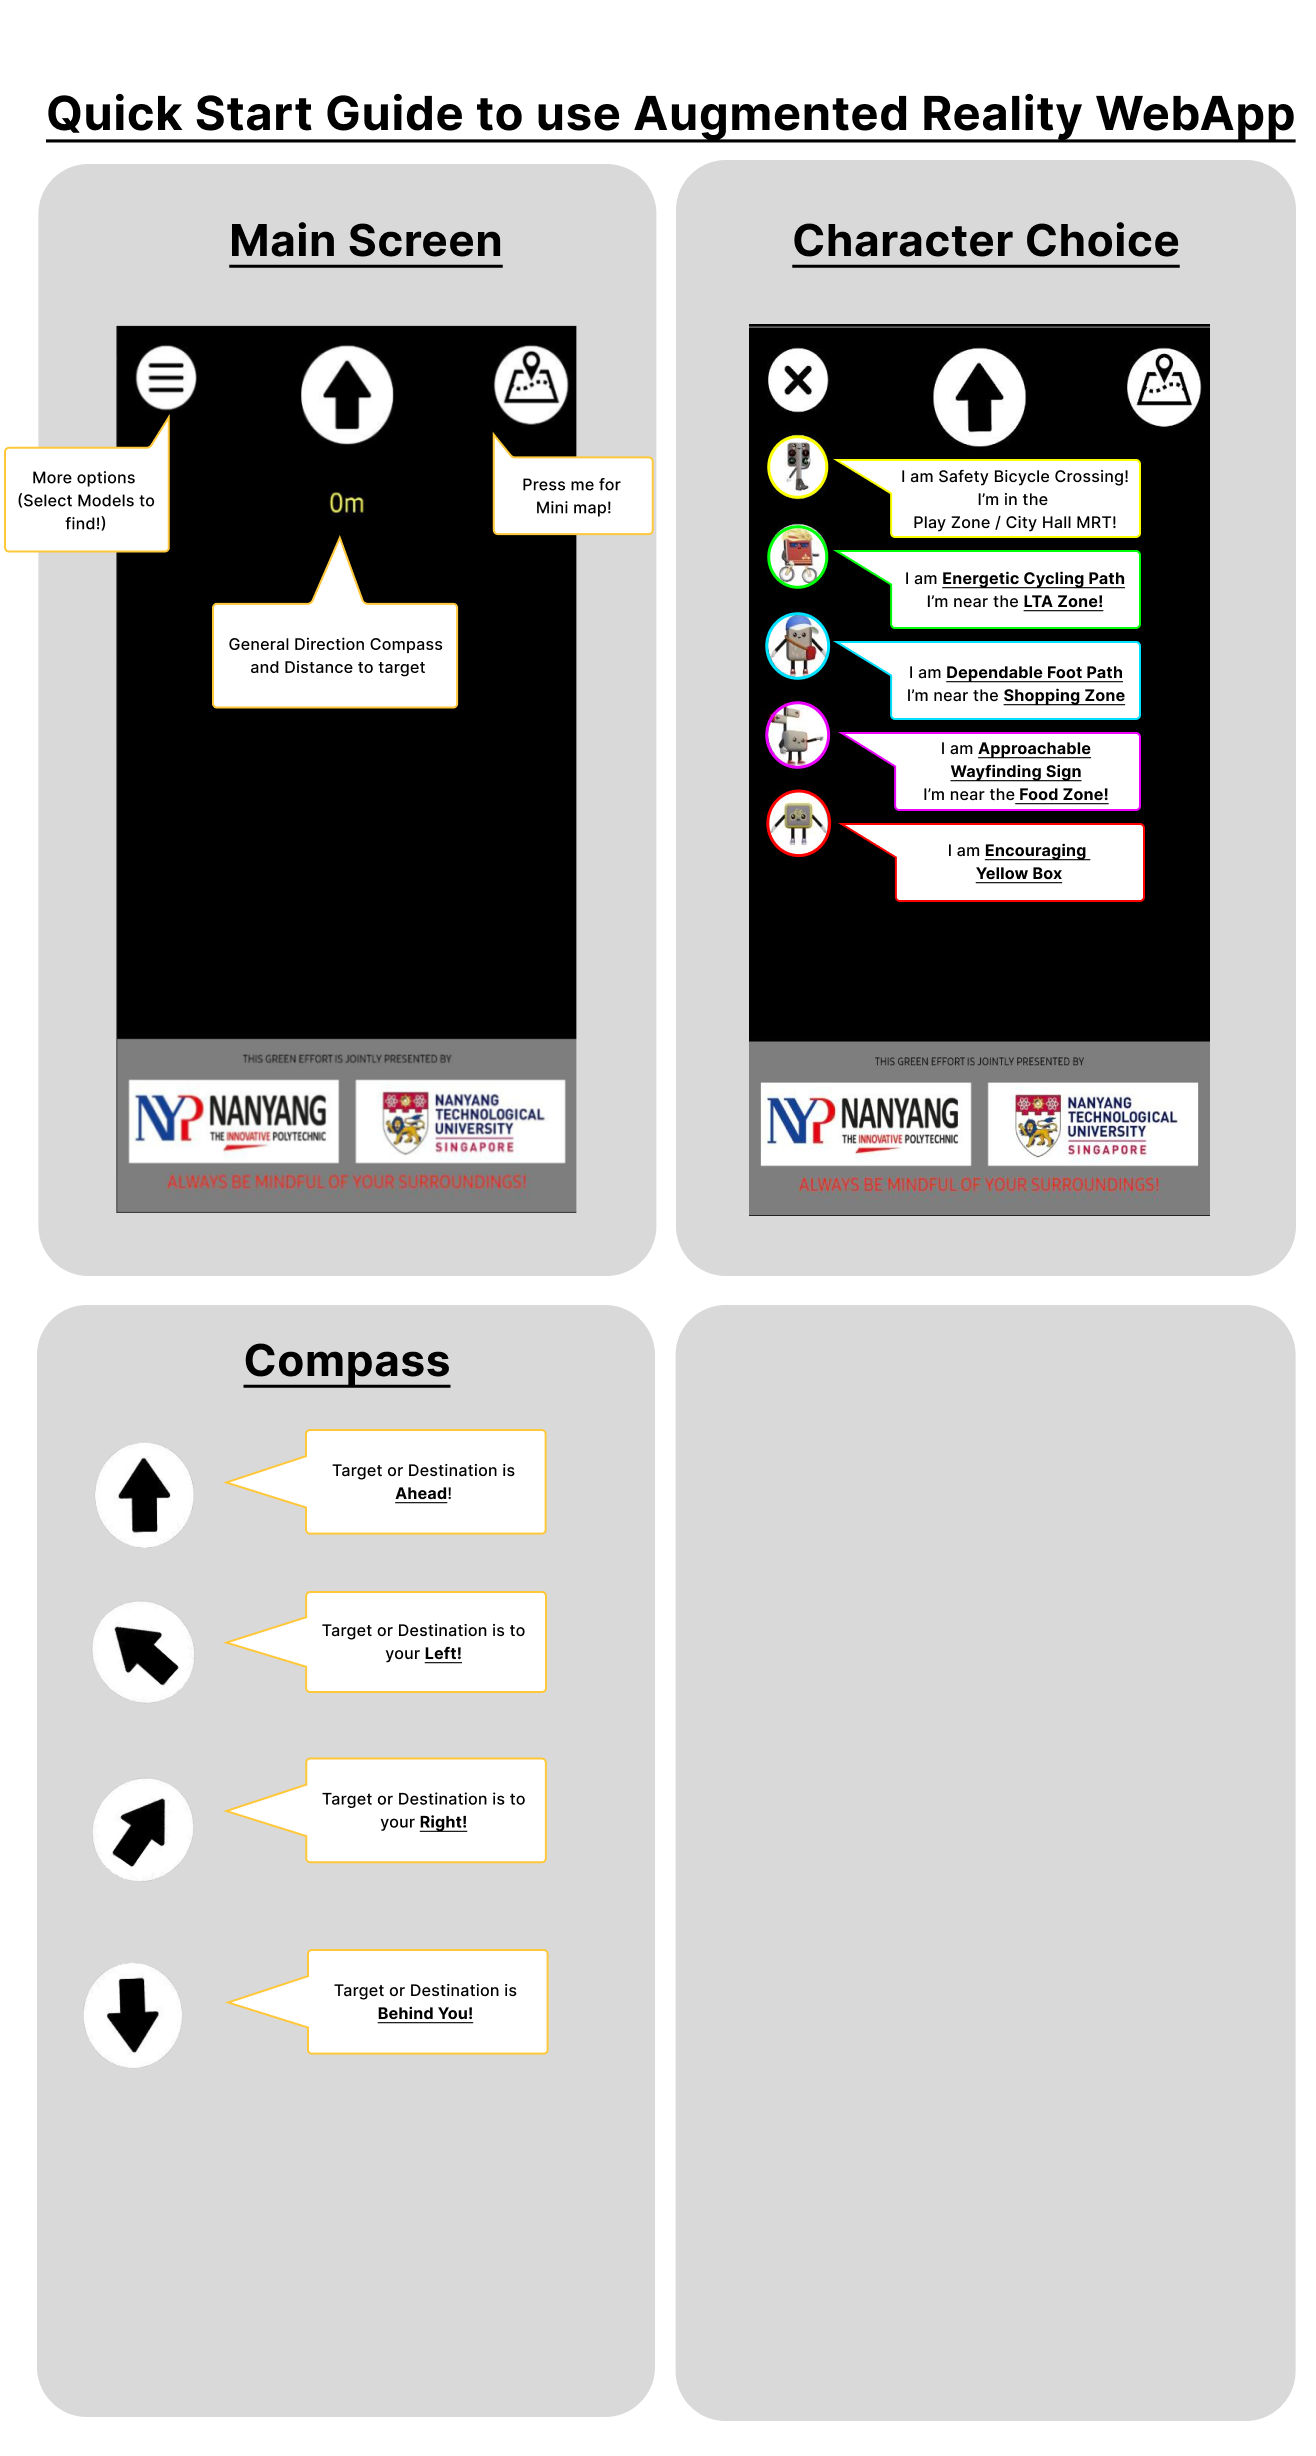 Quick Start Guide to use Augmented Reality WebApp
Main Screen
More options
(Select Models to
find!)
Press me for
Mini map!
0m
General Direction Compass
and Distance to target
THIS GREEN EFFORT IS JOINTLY PRESENTED BY
NYP NANYANG
THE INNOVATIVE POLYTECHNIC
NANYANG
TECHNOLOGICAL
UNIVERSITY
SINGAPORE
ALWAYS BE MINDFUL OF YOUR SURROUNDINGS!
Character Choice
I am Safety Bicycle Crossing!
I'm in the
Play Zone / City Hall MRT!
I am Energetic Cycling Path
I'm near the LTA Zone!
I am Dependable Foot Path
I'm near the Shopping Zone
I am Approachable
Wayfinding Sign
I'm near the Food Zone!
I am Encouraging
Yellow Box
THIS GREEN EFFORT IS JOINTLY PRESENTED BY
NYP NANYANG
THE INNOVATIVE POLYTECHNIC
NANYANG
TECHNOLOGICAL
UNIVERSITY
SINGAPORE
ALWAYS BE MINDFUL OF YOUR SURROUNDINGS!
Compass
Target or Destination is
Ahead!
Target or Destination is to
your Left!
Target or Destination is to
your Right!
Target or Destination is
Behind You!